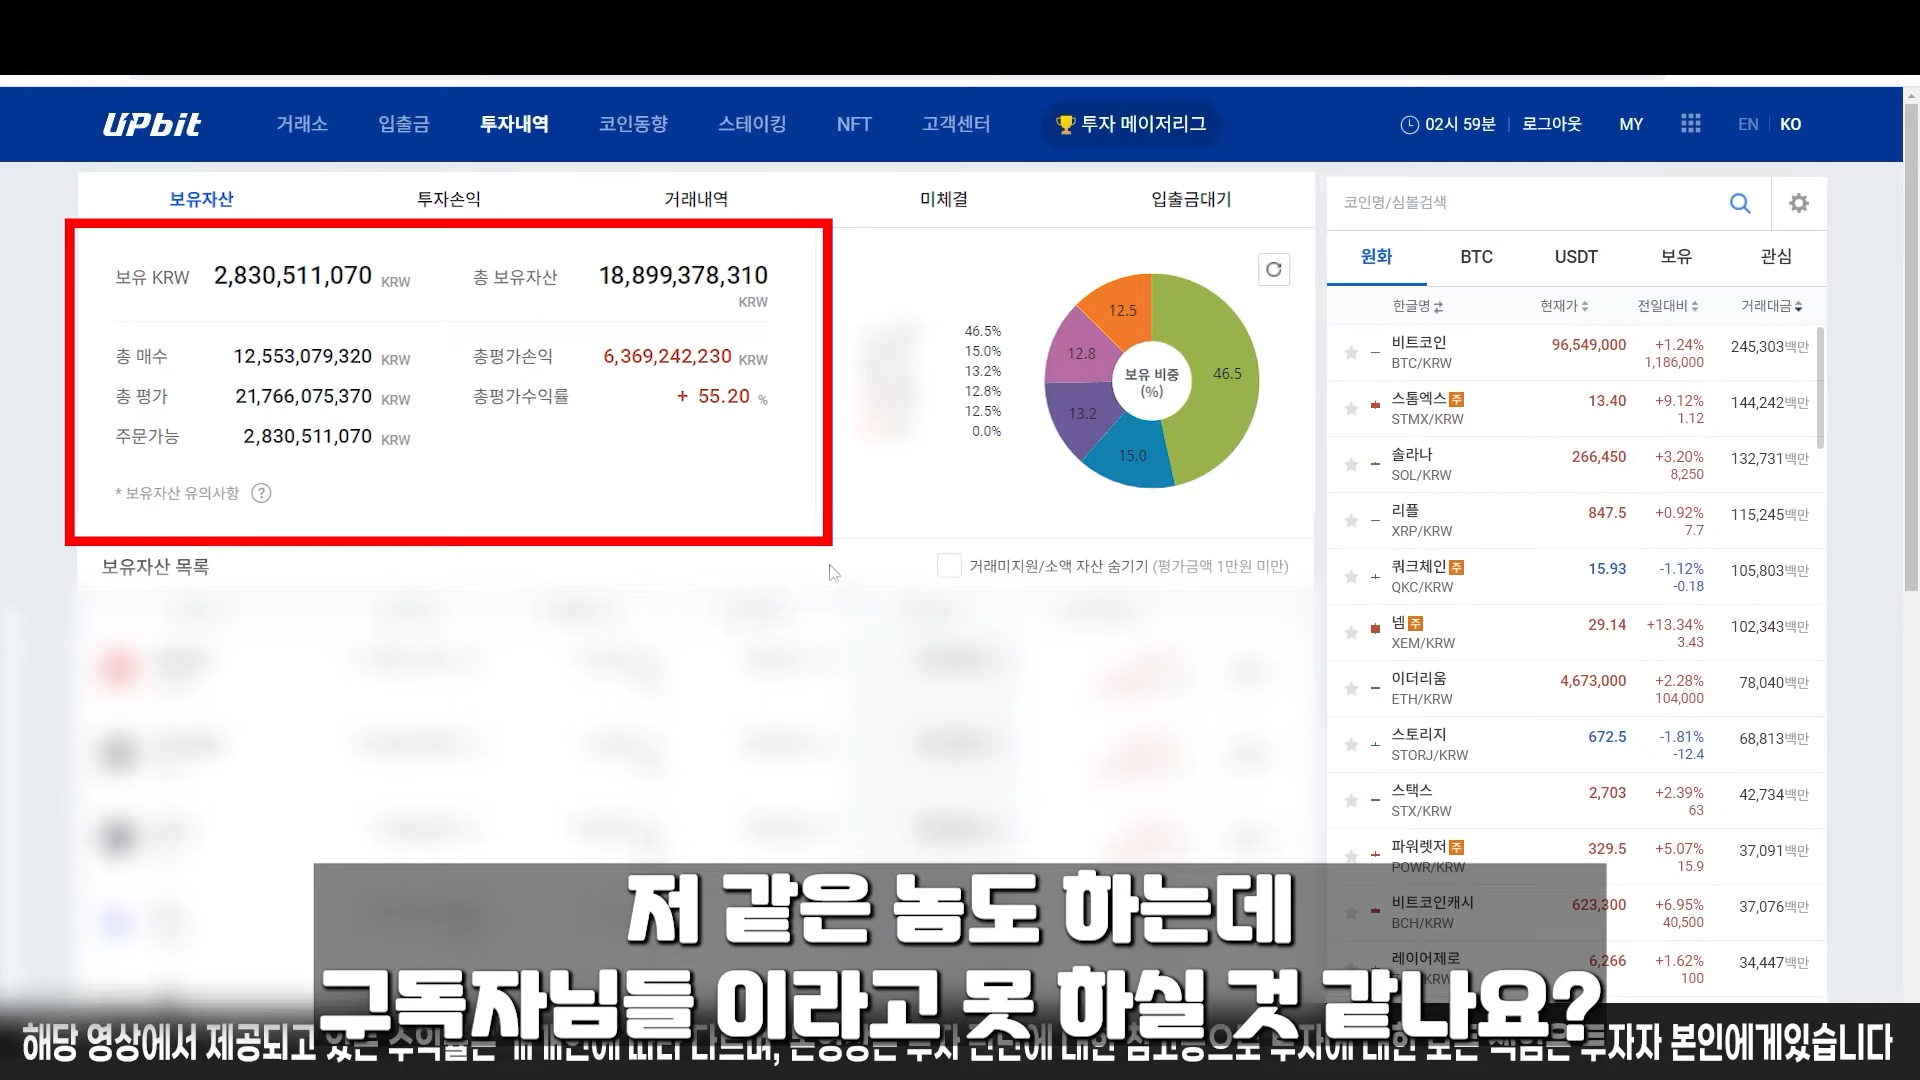 UPbit
거래소
입출금
투자내역
코인동향
스테이킹
NFT
고객센터
투자 메이저리그
02시 59분
로그아웃
MY
EN
KO
보유자산
투자손익
거래내역
미체결
입출금대기
보유 KRW 2,830,511,070 KRW
총 보유자산 18,899,378,310
KRW
총 매수 12,553,079,320 KRW
총평가손익 6,369,242,230 KRW
총 평가 21,766,075,370 KRW
총평가수익률 + 55.20 %
주문가능 2,830,511,070 KRW
* 보유자산 유의사항 ?
46.5%
15.0%
13.2%
12.8%
12.5%
0.0%
12.5
12.8
46.5
보유 비중
(%)
13.2
15.0
보유자산 목록
거래미지원/소액 자산 숨기기 (평가금액 1만원 미만)
코인명/심볼검색
원화 BTC USDT 보유 관심
한글명 현재가 전일대비 거래대금
비트코인 96,549,000 +1.24% 245,303백만
BTC/KRW 1,186,000
스톰엑스 주 13.40 +9.12% 144,242백만
STMX/KRW 1.12
솔라나 266,450 +3.20% 132,731백만
SOL/KRW 8,250
리플 847.5 +0.92% 115,245백만
XRP/KRW 7.7
쿼크체인 주 15.93 -1.12% 105,803백만
QKC/KRW -0.18
넴 주 29.14 +13.34% 102,343백만
XEM/KRW 3.43
이더리움 4,673,000 +2.28% 78,040백만
ETH/KRW 104,000
스토리지 672.5 -1.81% 68,813백만
STORJ/KRW -12.4
스택스 2,703 +2.39% 42,734백만
STX/KRW 63
파워렛저 주 329.5 +5.07% 37,091백만
POWR/KRW 15.9
비트코인캐시 623,300 +6.95% 37,076백만
BCH/KRW 40,500
레이어제로 6,266 +1.62% 34,447백만
KRW 100
저 같은 놈도 하는데
구독자님들 이라고 못 하실 것 같나요?
해당 영상에서 제공되고 있는 투자자 본인에게있습니다